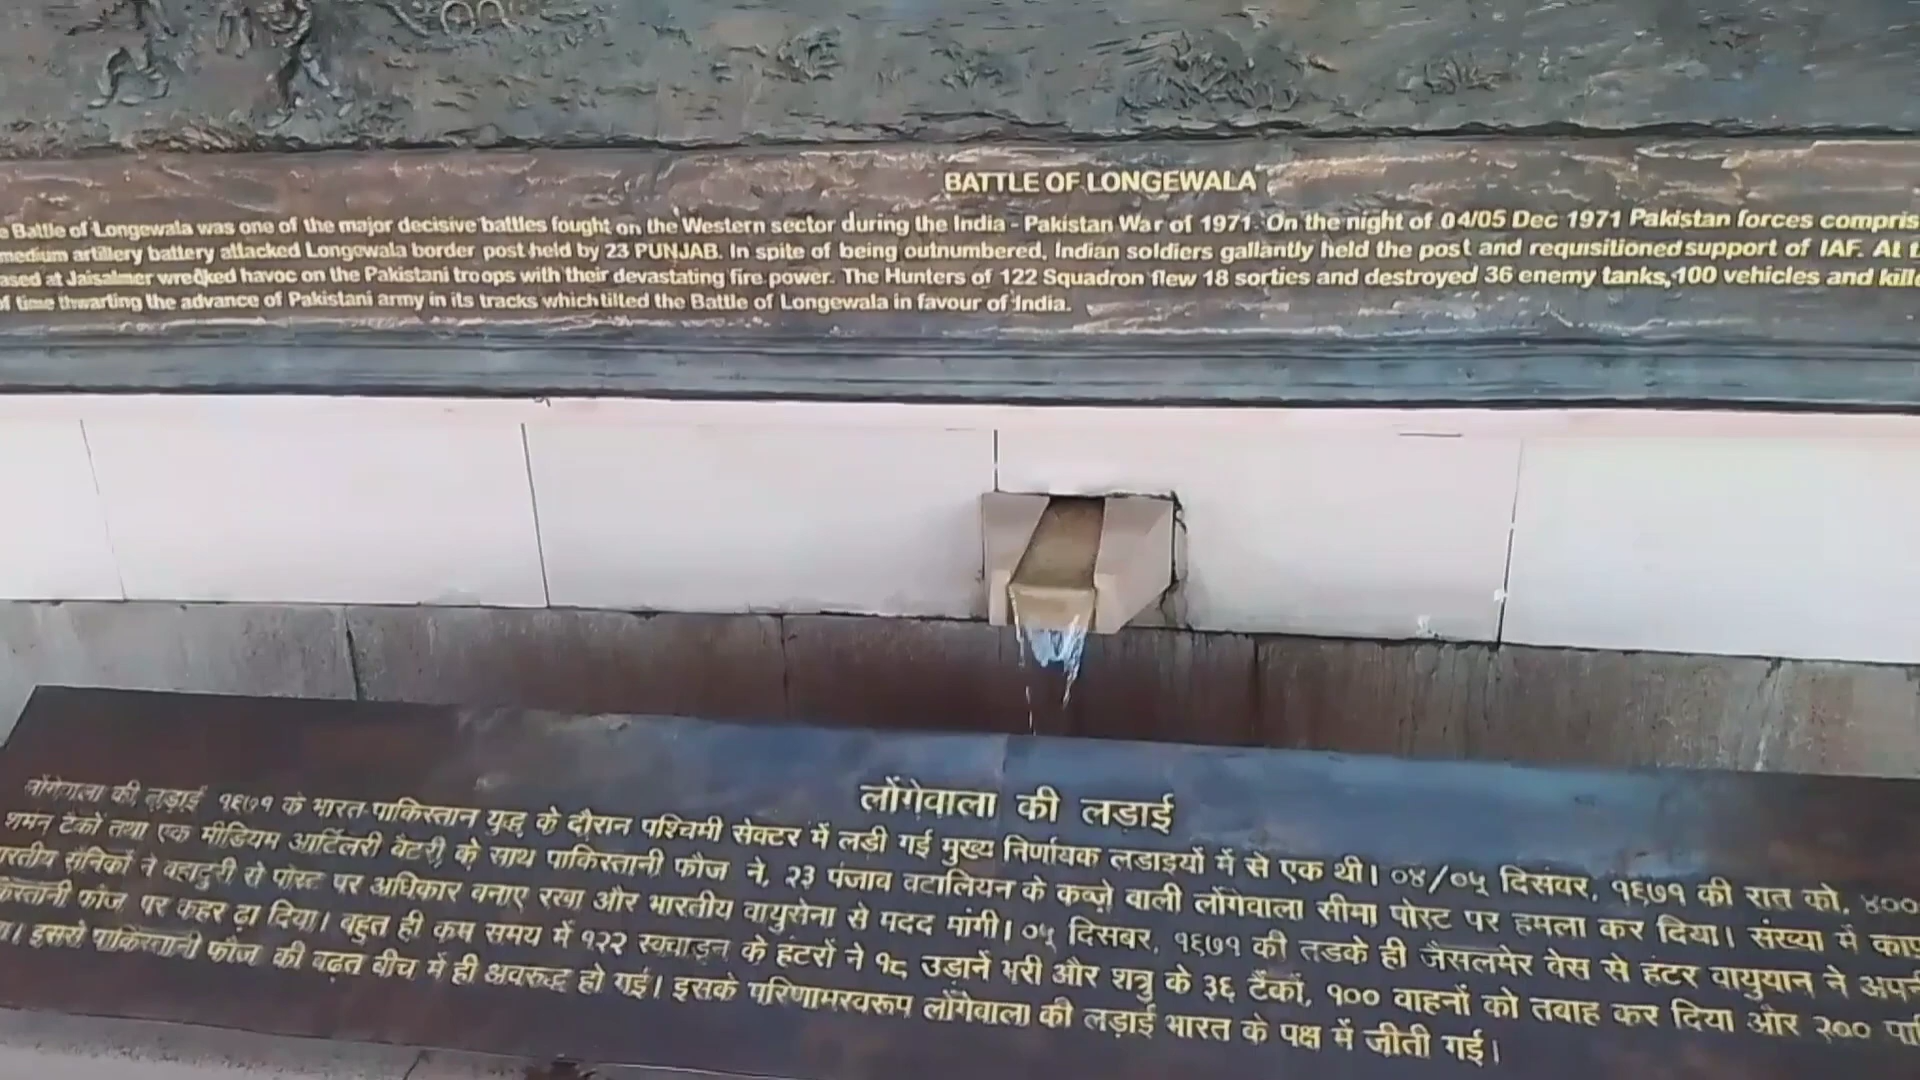 BATTLE OF LONGEWALA
Battle of Longewala was one of the major decisive battles fought on the Western sector during the India - Pakistan War of 1971. On the night of 04/05 Dec 1971 Pakistan forces compris
medium artillery battery attacked Longewala border post held by 23 PUNJAB. In spite of being outnumbered, Indian soldiers gallantly held the post and requisitioned support of IAF. At
ased at Jaisalmer wrecked havoc on the Pakistani troops with their devastating fire power. The Hunters of 122 Squadron flew 18 sorties and destroyed 36 enemy tanks, 100 vehicles and kille
of time thwarting the advance of Pakistani army in its tracks which tilted the Battle of Longewala in favour of India.
लोंगेवाला की लड़ाई
लोंगेवाला की लड़ाई १९७१ के भारत-पाकिस्तान युद्ध के दौरान पश्चिमी सेक्टर में लडी गई मुख्य निर्णायक लडाइयों में से एक थी। ०४/०५ दिसंबर, १९७१ की रात को, ४००
शर्मन टैंकों तथा एक मीडियम आर्टिलरी बैटरी के साथ पाकिस्तानी फौज ने, २३ पंजाब बटालियन के कब्ज़े वाली लोंगेवाला सीमा पोस्ट पर हमला कर दिया। संख्या में काफ़
रतीय सैनिकों ने बहादुरी से पोस्ट पर अधिकार बनाए रखा और भारतीय वायुसेना से मदद मांगी। ०५ दिसबर, १९७१ की तडके ही जैसलमेर बेस से हंटर वायुयान ने अपनी
किस्तानी फौज पर कहर ढ़ा दिया। बहुत ही कम समय में १२२ स्क्वाड्रन के हंटरों ने १८ उड़ानें भरी और शत्रु के ३६ टैंकों, १०० वाहनों को तबाह कर दिया और २०० पा
इससे पाकिस्तानी फौज की बढ़त बीच में ही अवरुद्ध हो गई। इसके परिणामस्वरूप लोंगेवाला की लड़ाई भारत के पक्ष में जीती गई।